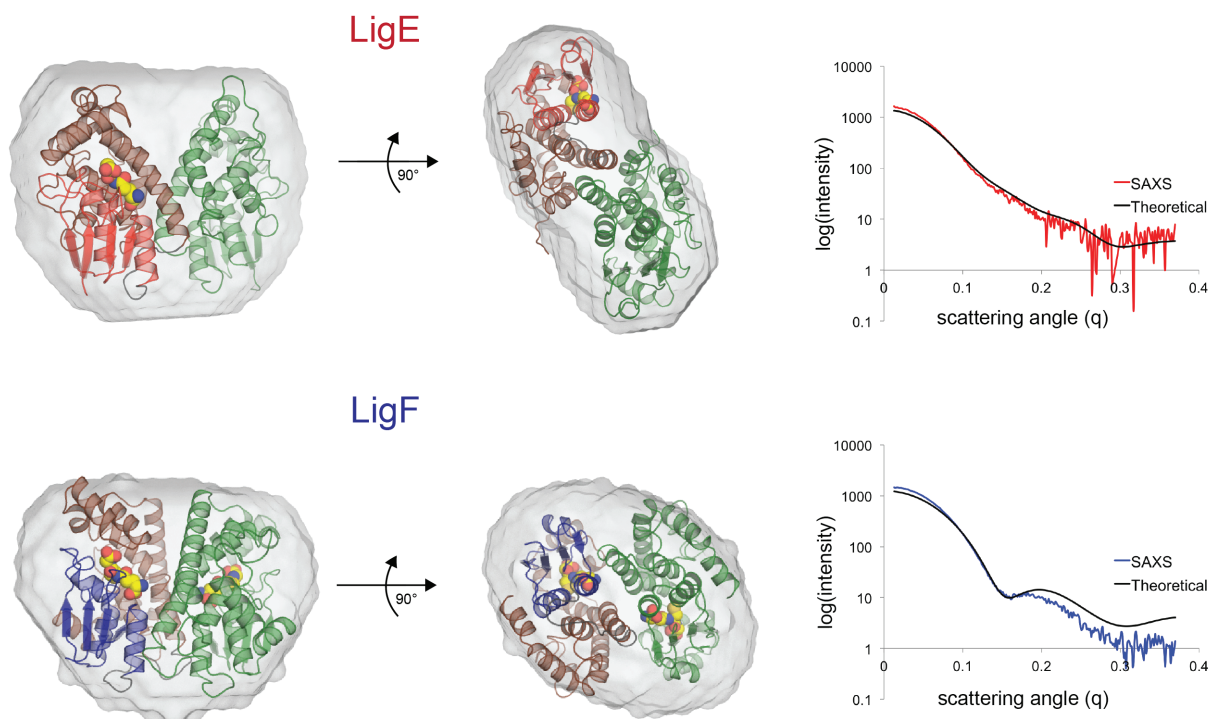 LigE
90°
log(intensity)
10000
1000
100
10
1
0.1
SAXS
Theoretical
0
0.1
0.2
0.3
0.4
scattering angle (q)
LigF
90°
log(intensity)
10000
1000
100
10
1
0.1
SAXS
Theoretical
0
0.1
0.2
0.3
0.4
scattering angle (q)